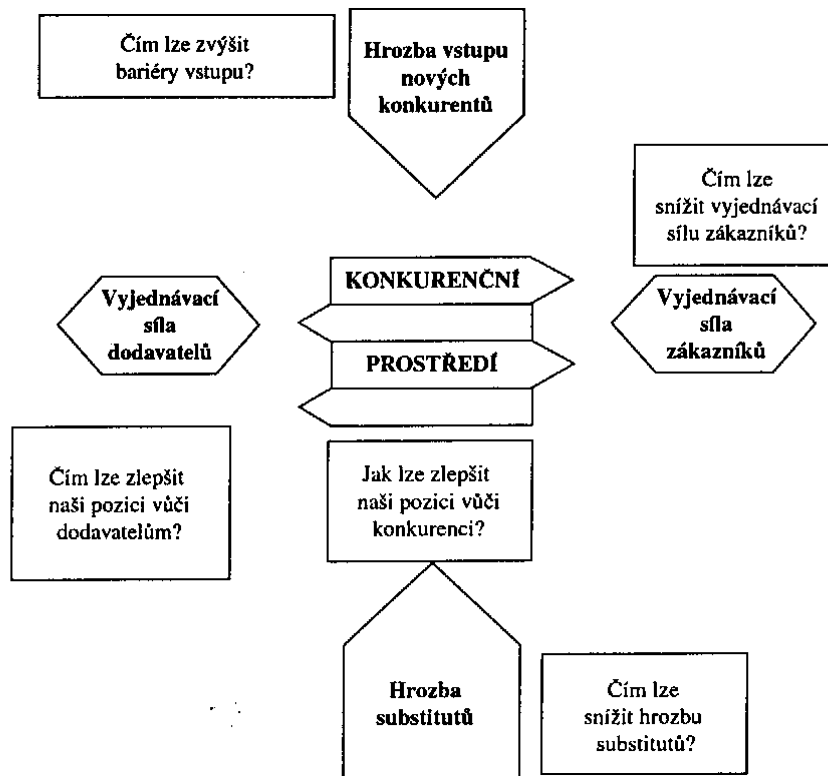 Čím lze zvýšit
bariéry vstupu?
Hrozba vstupu
nových
konkurentů
Čím lze
snížit vyjednávací
sílu zákazníků?
Vyjednávací
síla
dodavatelů
KONKURENČNÍ
PROSTŘEDÍ
Vyjednávací
síla
zákazníků
Čím lze zlepšit
naši pozici vůči
dodavatelům?
Jak lze zlepšit
naši pozici vůči
konkurenci?
Hrozba
substitutů
Čím lze
snížit hrozbu
substitutů?